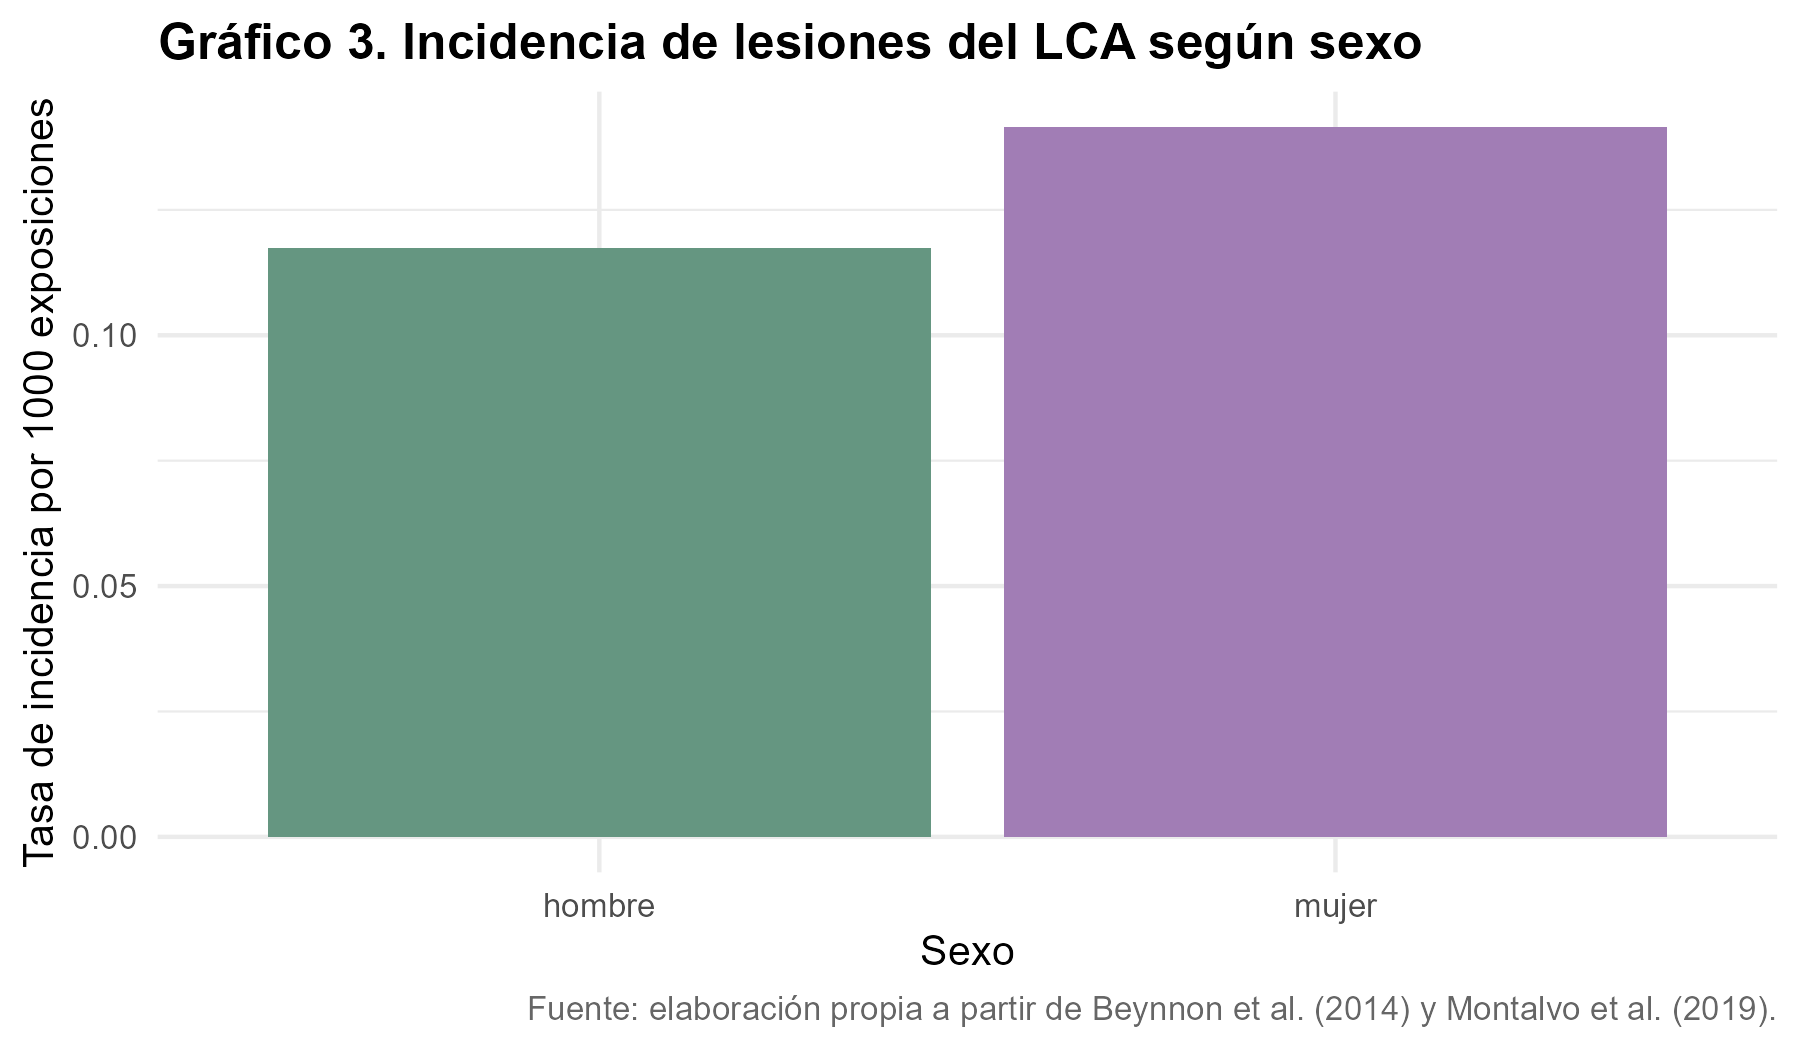 Gráfico 3. Incidencia de lesiones del LCA según sexo
Tasa de incidencia por 1000 exposiciones
0.10
0.05
0.00
hombre
mujer
Sexo
Fuente: elaboración propia a partir de Beynnon et al. (2014) y Montalvo et al. (2019).